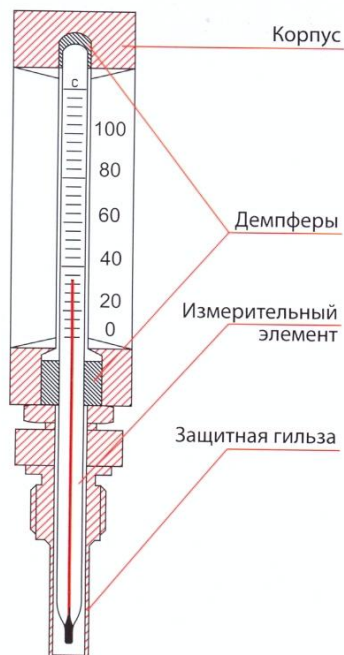 Корпус
с
100
80
60
Демпферы
40
20
0
Измерительный
элемент
Защитная гильза